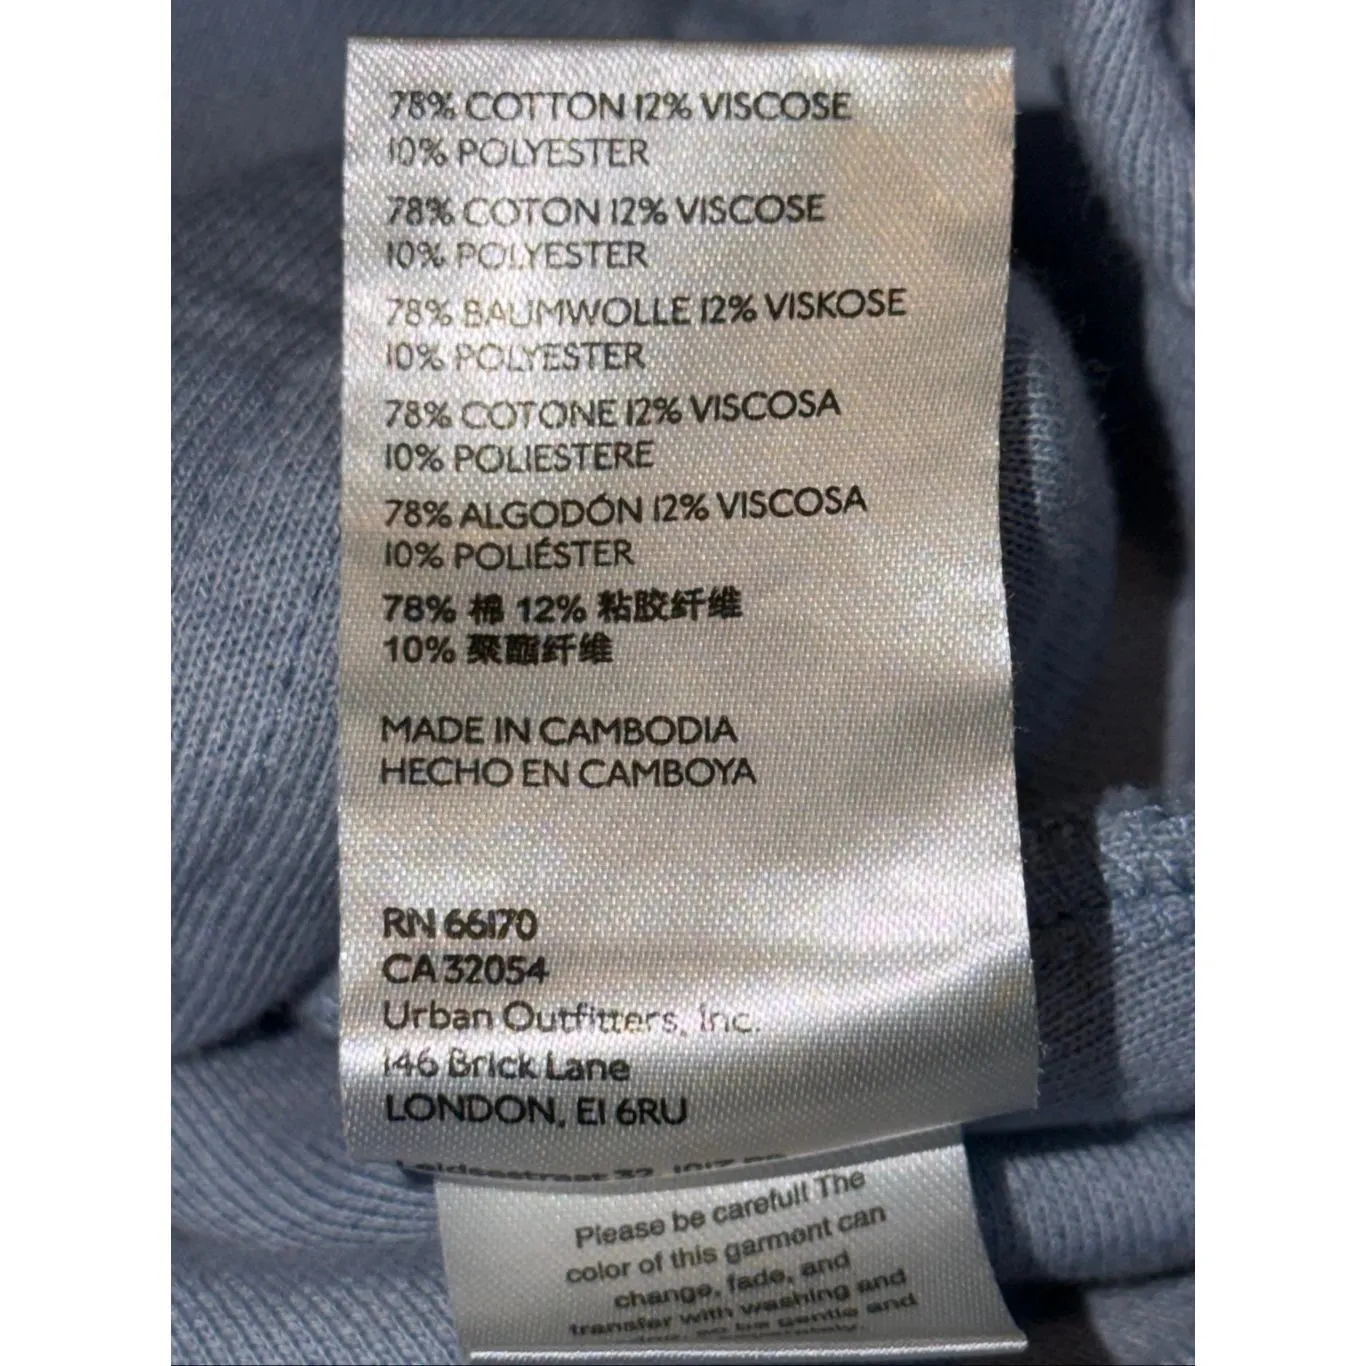 78% COTTON 12% VISCOSE
10% POLYESTER
78% COTON 12% VISCOSE
10% POLYESTER
78% BAUMWOLLE 12% VISKOSE
10% POLYESTER
78% COTONE 12% VISCOSA
10% POLIESTERE
78% ALGODÓN 12% VISCOSA
10% POLIÉSTER
78% 棉 12% 粘胶纤维
10% 聚酯纤维
MADE IN CAMBODIA
HECHO EN CAMBOYA
RN 66170
CA 32054
Urban Outfitters, Inc.
146 Brick Lane
LONDON, E1 6RU
Please be careful! The
color of this garment can
change, fade, and
transfer with washing and
so be gentle and